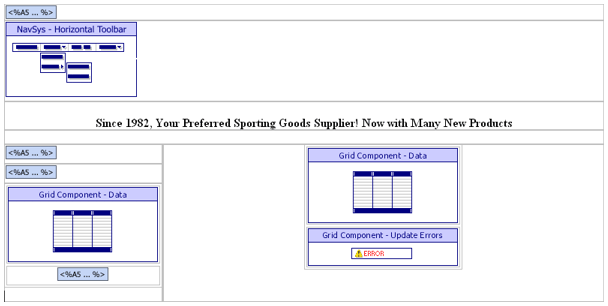 <%A5 ... %>
NavSys - Horizontal Toolbar
Since 1982, Your Preferred Sporting Goods Supplier! Now with Many New Products
<%A5 ... %>
Grid Component - Data
<%A5 ... %>
Grid Component - Data
Grid Component - Update Errors
ERROR
<%A5 ... %>